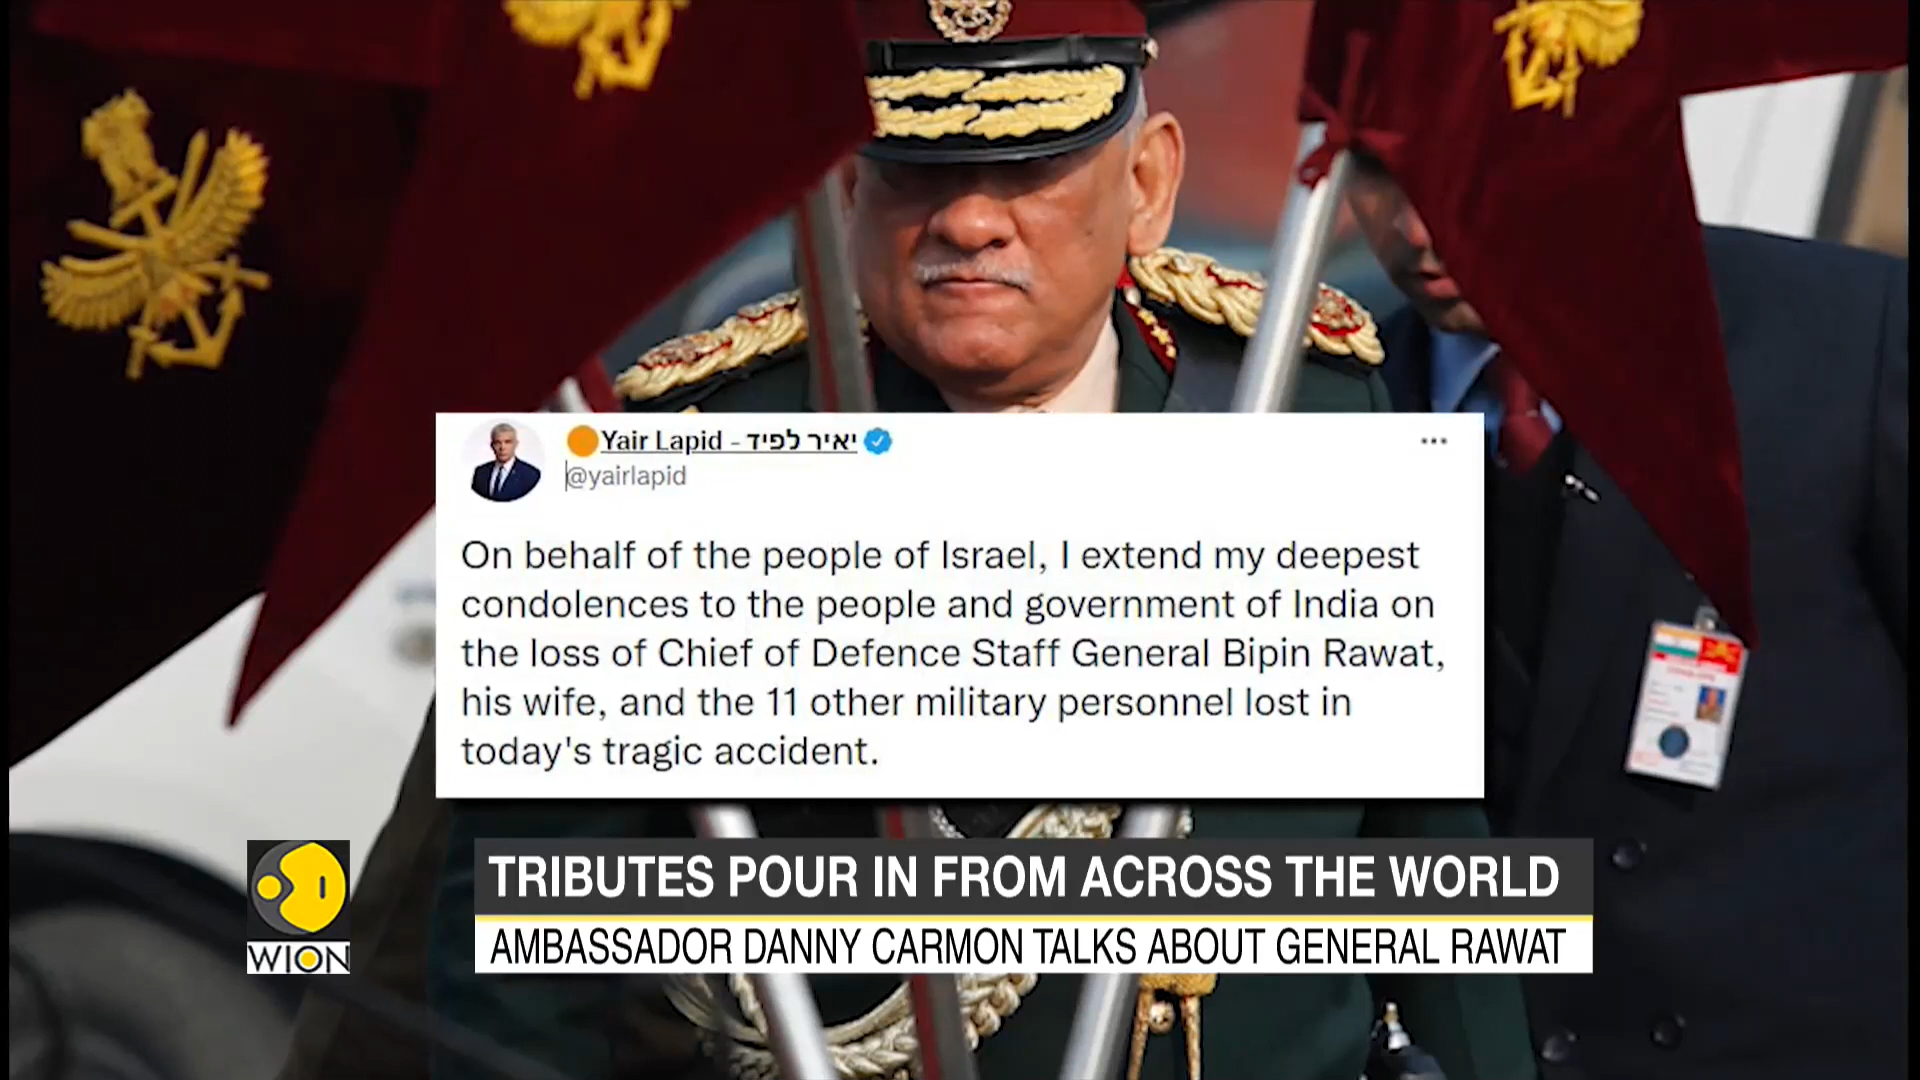 Yair Lapid - יאיר לפיד
@yairlapid
On behalf of the people of Israel, I extend my deepest
condolences to the people and government of India on
the loss of Chief of Defence Staff General Bipin Rawat,
his wife, and the 11 other military personnel lost in
today's tragic accident.
TRIBUTES POUR IN FROM ACROSS THE WORLD
AMBASSADOR DANNY CARMON TALKS ABOUT GENERAL RAWAT
WION